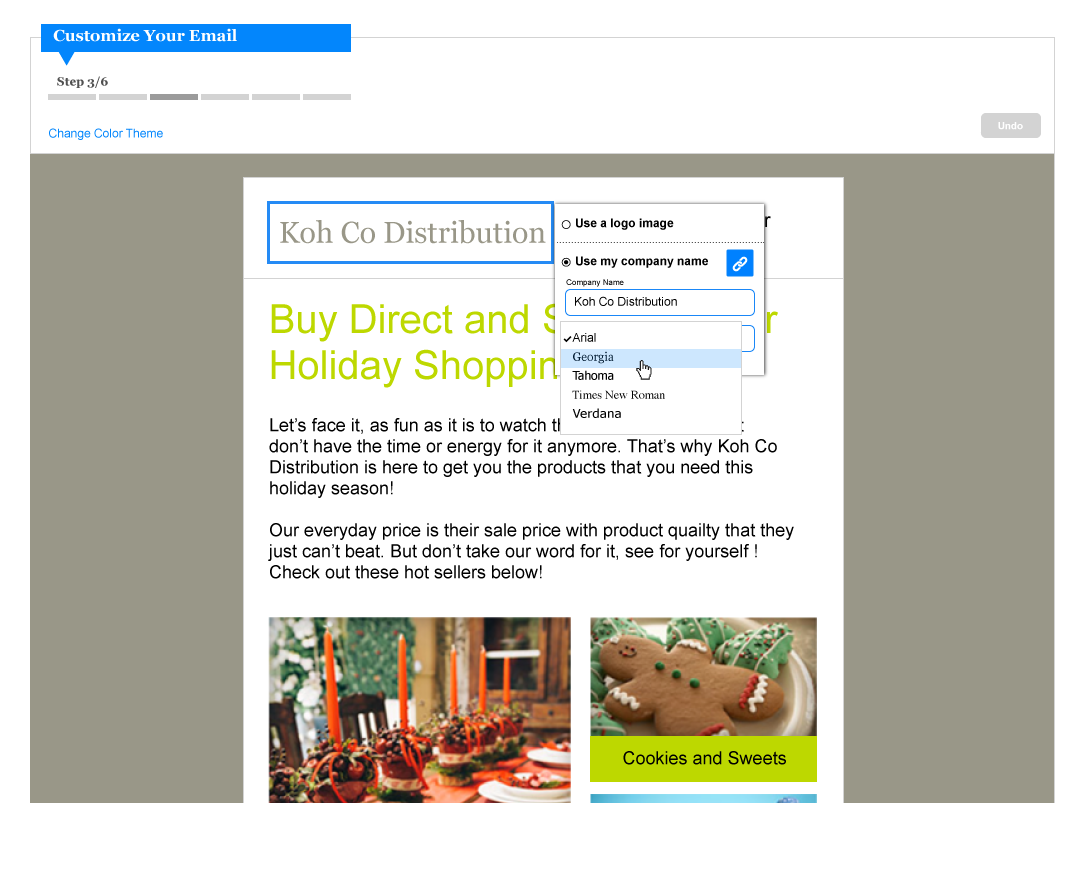 Customize Your Email
Step 3/6
Change Color Theme
Undo
Koh Co Distribution
Use a logo image
Use my company name
Company Name
Koh Co Distribution
Arial
Georgia
Tahoma
Times New Roman
Verdana
Buy Direct and
Holiday
Let's face it, as fun as it is to watch
don't have the time or energy for it anymore. That's why Koh Co
Distribution is here to get you the products that you need this
holiday season!
Our everyday price is their sale price with product quailty that they
just can't beat. But don't take our word for it, see for yourself !
Check out these hot sellers below!
Cookies and Sweets